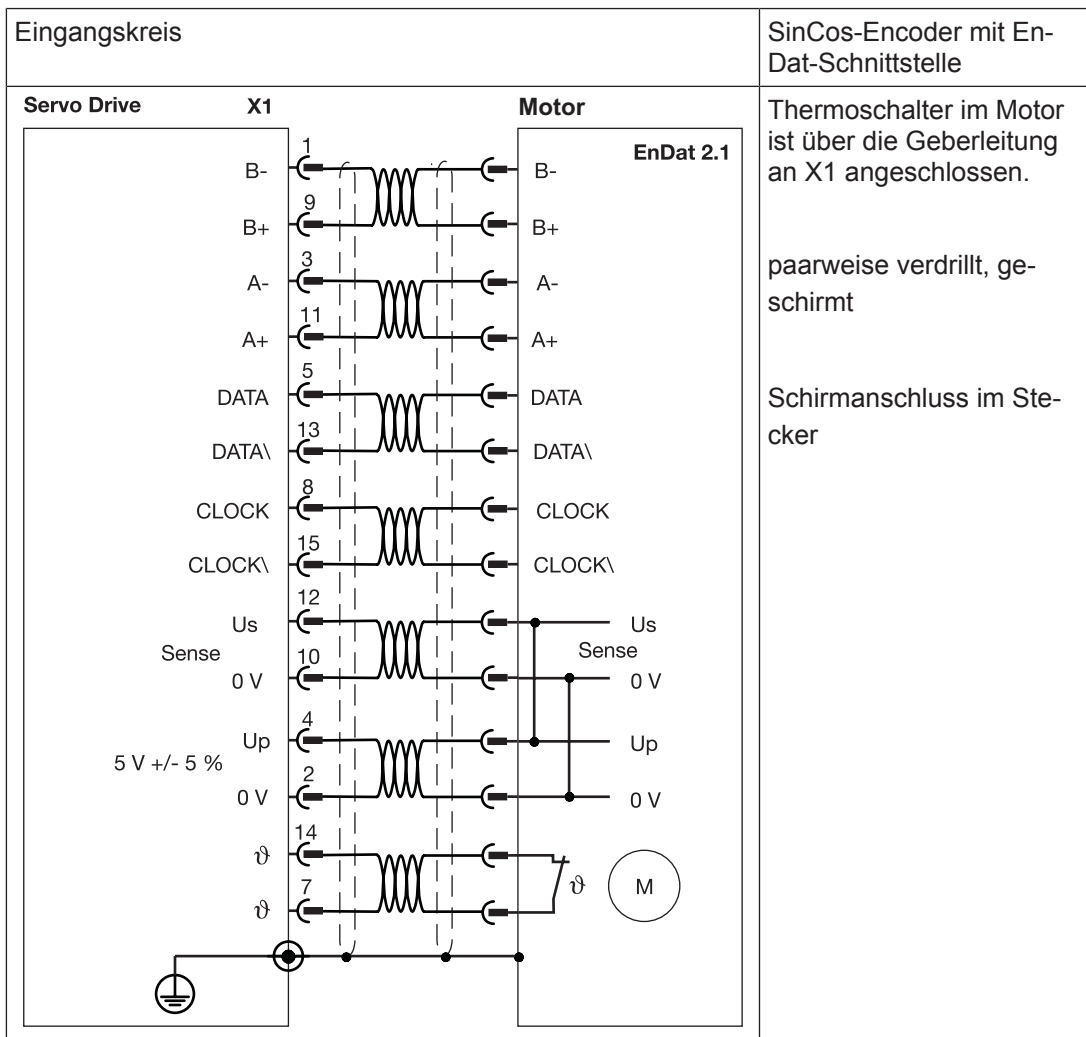 Eingangskreis
SinCos-Encoder mit En-
Dat-Schnittstelle
Servo Drive X1 Motor
EnDat 2.1
B- 1 B-
B+ 9 B+
A- 3 A-
A+ 11 A+
DATA 5 DATA
DATA\ 13 DATA\
CLOCK 8 CLOCK
CLOCK\ 15 CLOCK\
Us 12 Us
Sense Sense
0 V 10 0 V
Up 4 Up
5 V +/- 5 %
0 V 2 0 V
ϑ 14
ϑ M
ϑ 7
Thermoschalter im Motor
ist über die Geberleitung
an X1 angeschlossen.
paarweise verdrillt, ge-
schirmt
Schirmanschluss im Ste-
cker